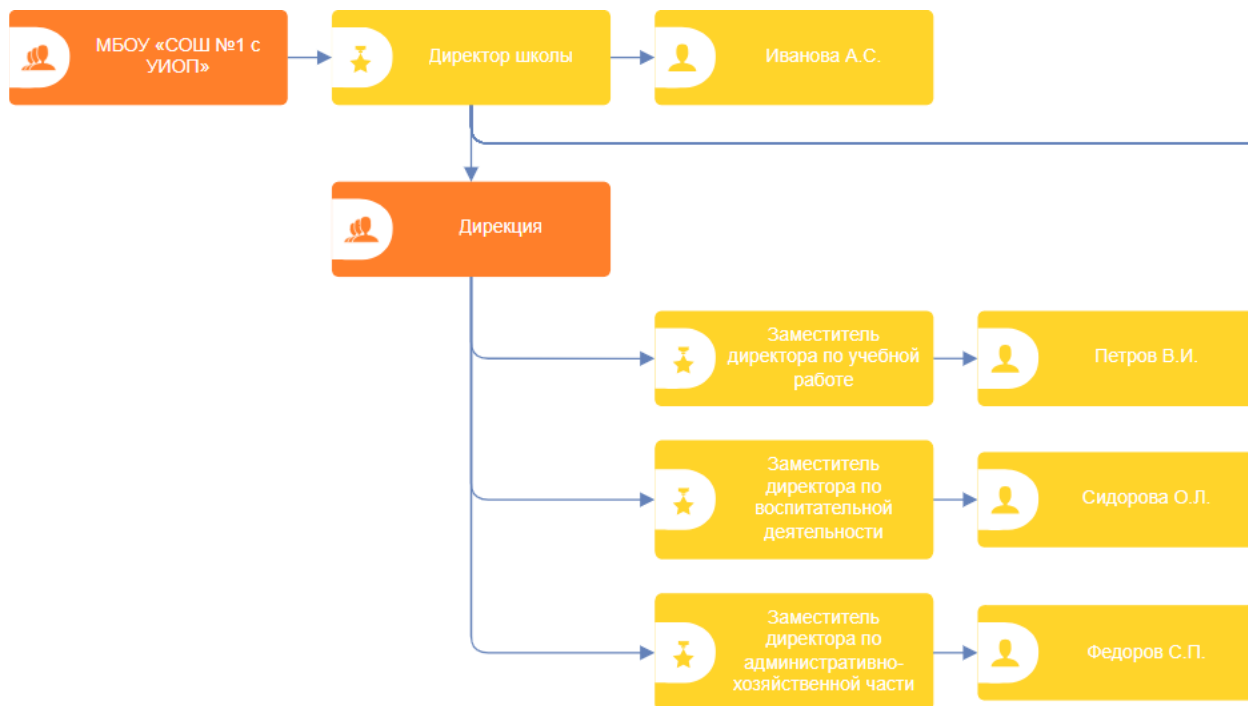 МБОУ «СОШ №1 с
УИОП»
Директор школы
Иванова А.С.
Дирекция
Заместитель
директора по учебной
работе
Петров В.И.
Заместитель
директора по
воспитательной
деятельности
Сидорова О.Л.
Заместитель
директора по
административно-
хозяйственной части
Федоров С.П.